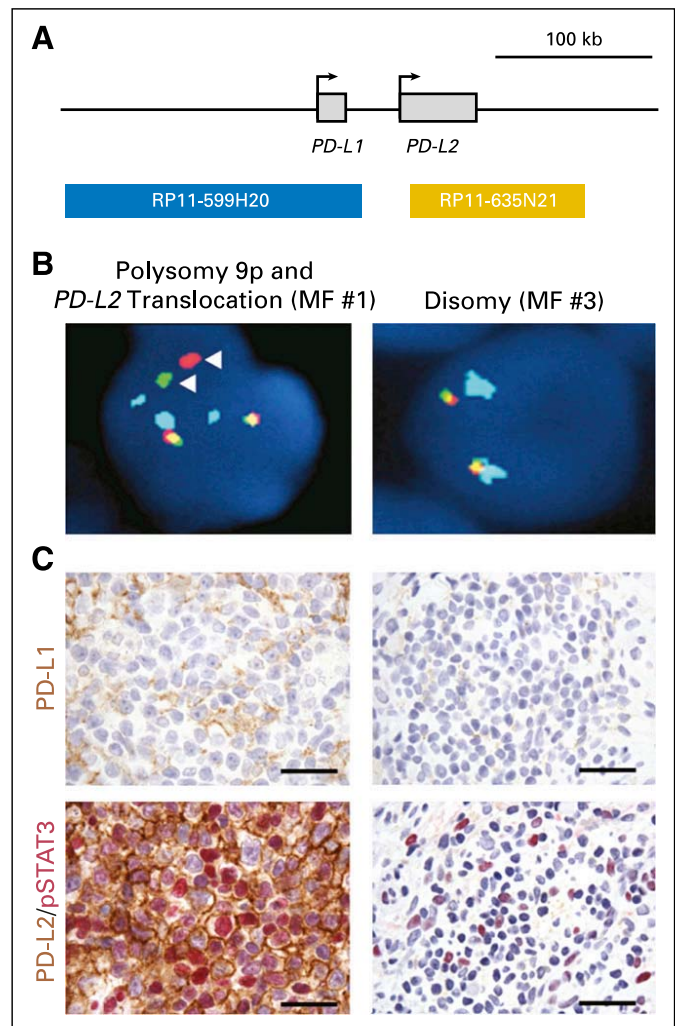 A
100 kb
PD-L1
PD-L2
RP11-599H20
RP11-635N21
B
Polysomy 9p and
PD-L2 Translocation (MF #1)
Disomy (MF #3)
C
PD-L1
PD-L2/pSTAT3